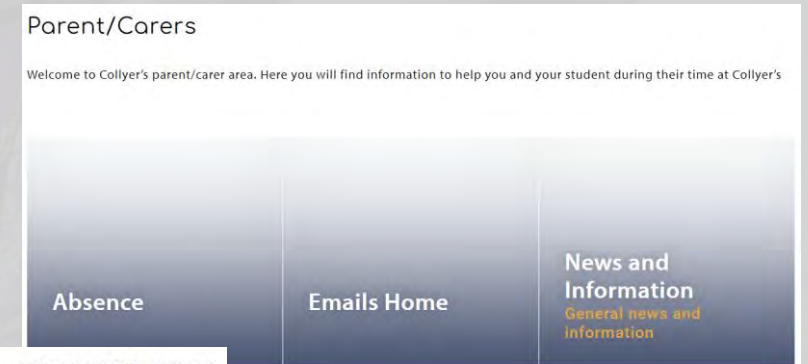 Parent/Carers
Welcome to Collyer's parent/carer area. Here you will find information to help you and your student during their time at Collyer's
Absence
Emails Home
News and
Information
General news and
information